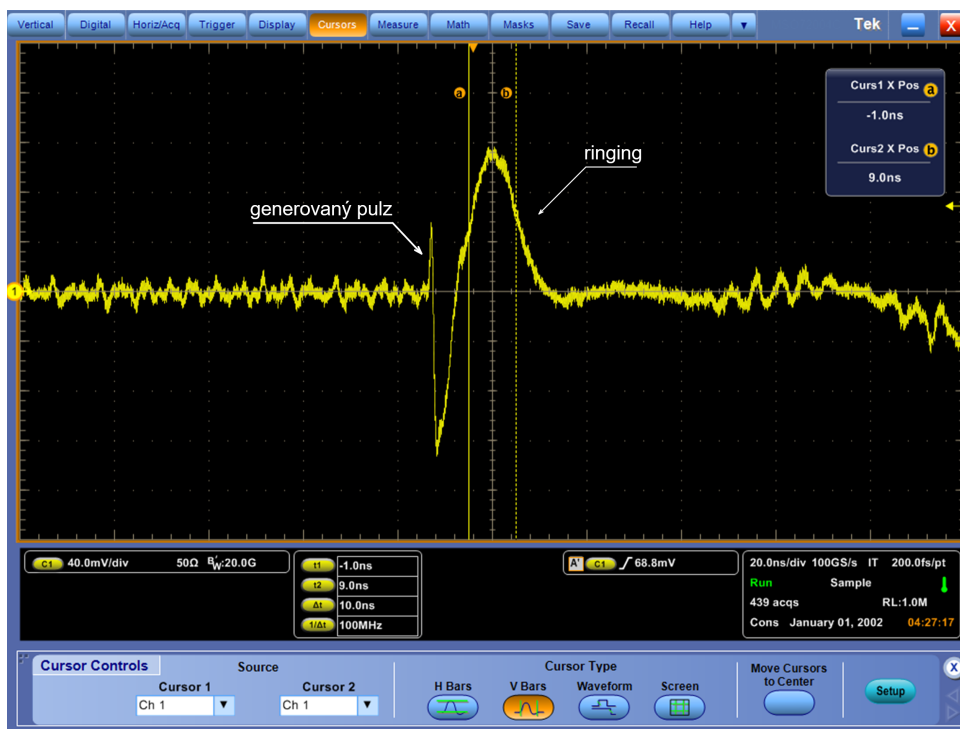 Vertical Digital Horiz/Acq Trigger Display Cursors Measure Math Masks Save Recall Help Tek X
a b
Curs1 X Pos a
-1.0ns
Curs2 X Pos b
9.0ns
ringing
generovaný pulz
1
C1 40.0mV/div 50Ω BW:20.0G
t1 -1.0ns
t2 9.0ns
Δt 10.0ns
1/Δt 100MHz
A' C1 68.8mV
20.0ns/div 100GS/s IT 200.0fs/pt
Run Sample
439 acqs RL:1.0M
Cons January 01, 2002 04:27:17
Cursor Controls
Source
Cursor 1 Cursor 2
Ch 1 Ch 1
Cursor Type
H Bars V Bars Waveform Screen
Move Cursors
to Center
Setup
X